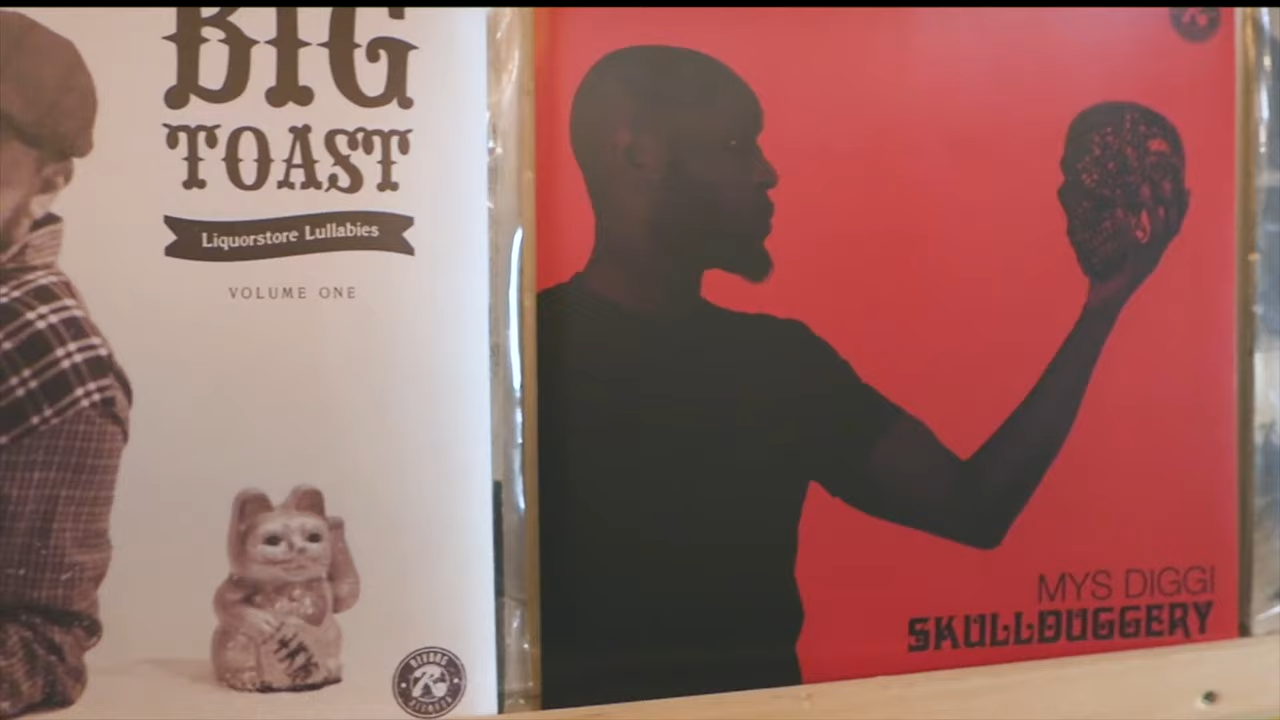 BIG
TOAST
Liquorstore Lullabies
VOLUME ONE
MYS DIGGI
SKULLDUGGERY